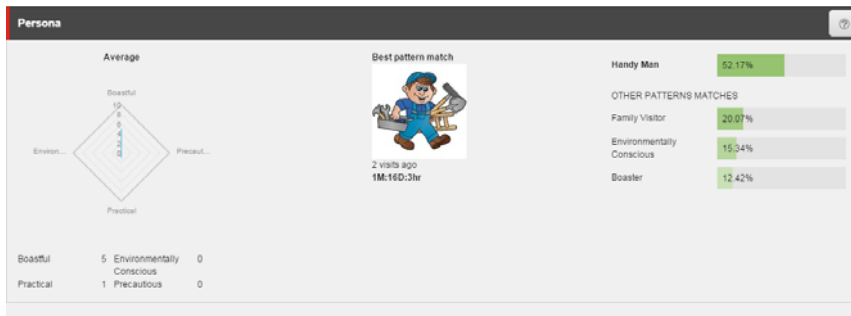 Persona
Average
Boastful
10
8
6
4
2
0
Environ...
Precaut...
Practical
Boastful 5 Environmentally Conscious 0
Practical 1 Precautious 0
Best pattern match
2 visits ago
1M:16D:3hr
Handy Man 52.17%
OTHER PATTERNS MATCHES
Family Visitor 20.07%
Environmentally
Conscious 15.34%
Boaster 12.42%